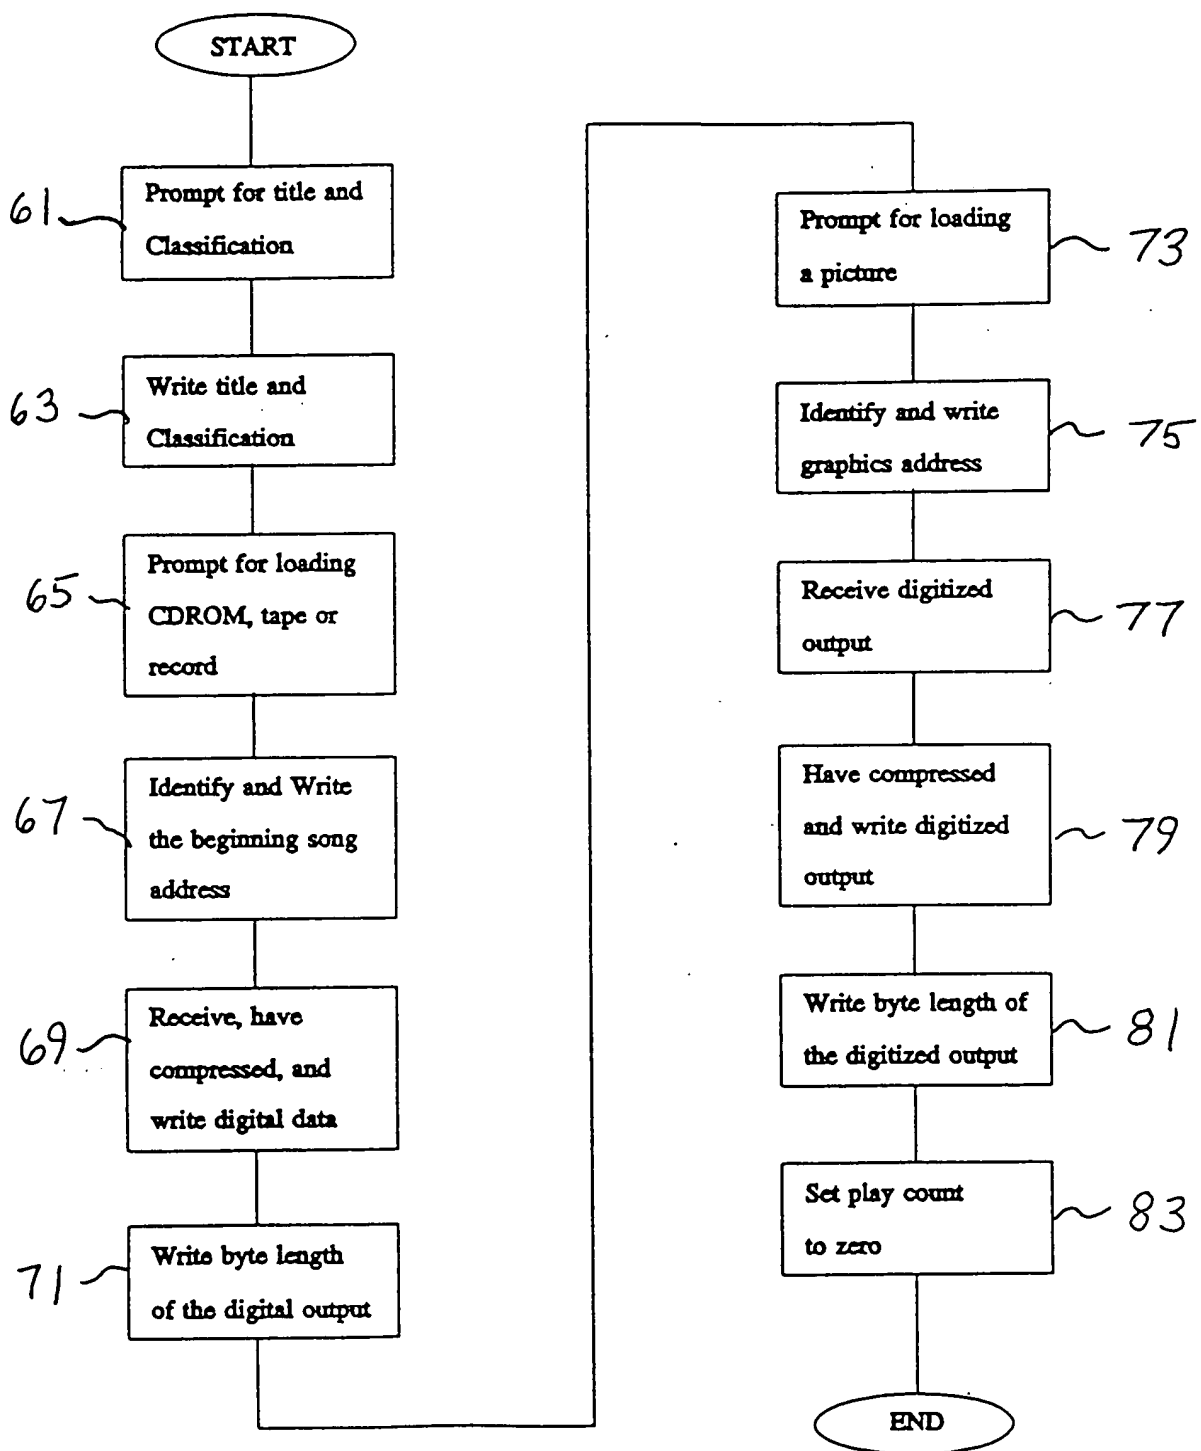 START
61
Prompt for title and
Classification
63
Write title and
Classification
65
Prompt for loading
CDROM, tape or
record
67
Identify and Write
the beginning song
address
69
Receive, have
compressed, and
write digital data
71
Write byte length
of the digital output
Prompt for loading
a picture
73
Identify and write
graphics address
75
Receive digitized
output
77
Have compressed
and write digitized
output
79
Write byte length of
the digitized output
81
Set play count
to zero
83
END